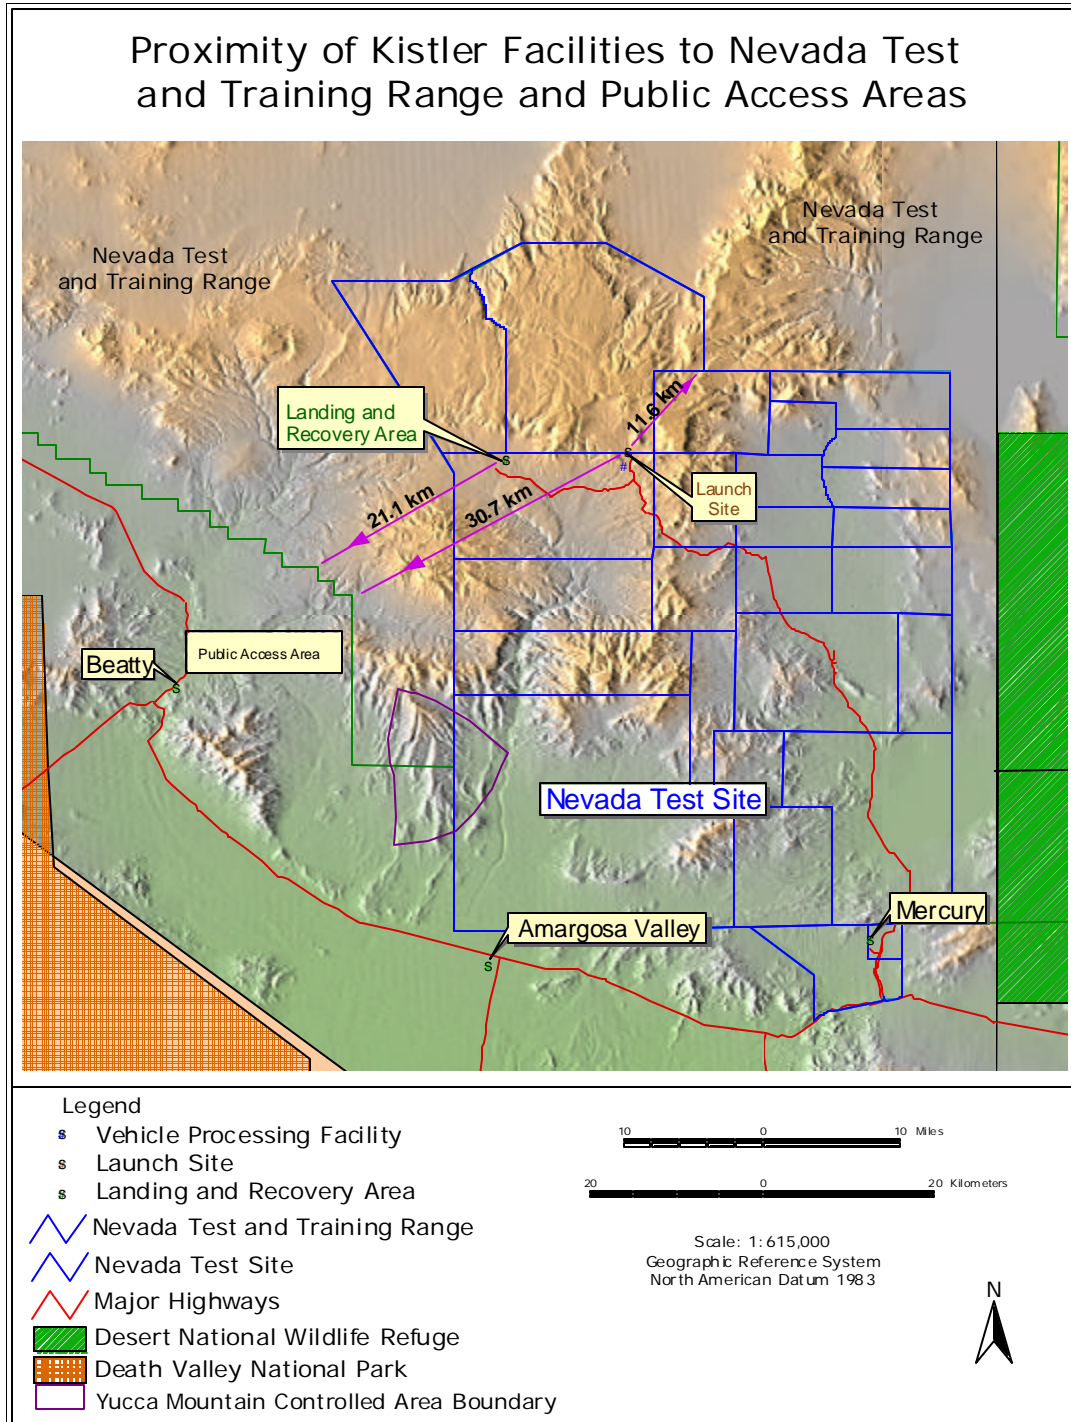 Proximity of Kistler Facilities to Nevada Test
and Training Range and Public Access Areas
Nevada Test
and Training Range
Nevada Test
and Training Range
Landing and
Recovery Area
11.6 km
21.1 km
30.7 km
Launch
Site
S
S
#
Beatty
S
Public Access Area
Nevada Test Site
Mercury
S
Amargosa Valley
S
Legend
S Vehicle Processing Facility
S Launch Site
S Landing and Recovery Area
Nevada Test and Training Range
Nevada Test Site
Major Highways
Desert National Wildlife Refuge
Death Valley National Park
Yucca Mountain Controlled Area Boundary
10 0 10 Miles
20 0 20 Kilometers
Scale: 1:615,000
Geographic Reference System
North American Datum 1983
N